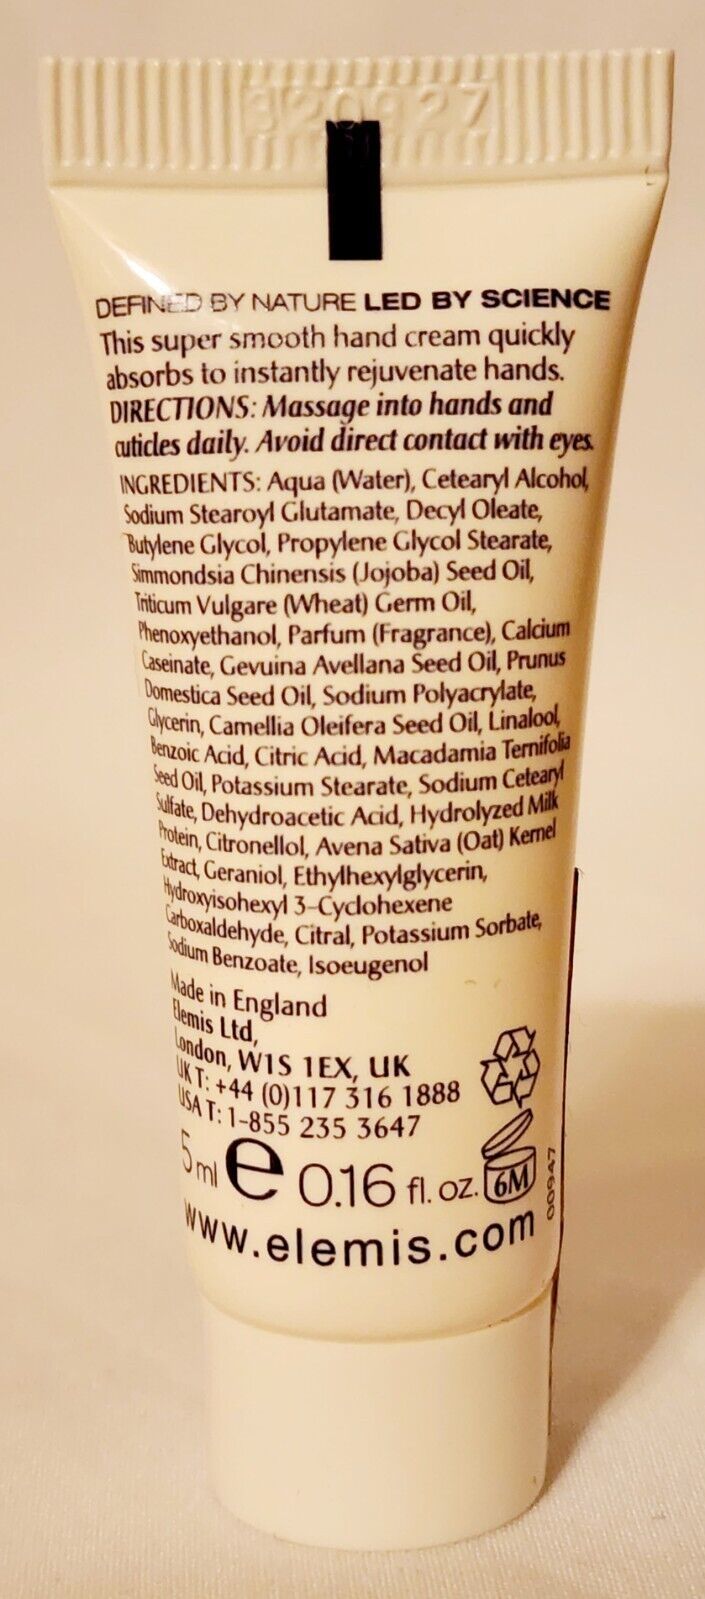 920927
DEFINED BY NATURE LED BY SCIENCE
This super smooth hand cream quickly
absorbs to instantly rejuvenate hands.
DIRECTIONS: Massage into hands and
cuticles daily. Avoid direct contact with eyes.
INGREDIENTS: Aqua (Water), Cetearyl Alcohol,
Sodium Stearoyl Glutamate, Decyl Oleate,
Butylene Glycol, Propylene Glycol Stearate,
Simmondsia Chinensis (Jojoba) Seed Oil,
Triticum Vulgare (Wheat) Germ Oil,
Phenoxyethanol, Parfum (Fragrance), Calcium
Caseinate, Gevuina Avellana Seed Oil, Prunus
Domestica Seed Oil, Sodium Polyacrylate,
Glycerin, Camellia Oleifera Seed Oil, Linalool,
Benzoic Acid, Citric Acid, Macadamia Ternifolia
Seed Oil, Potassium Stearate, Sodium Cetearyl
Sulfate, Dehydroacetic Acid, Hydrolyzed Milk
Protein, Citronellol, Avena Sativa (Oat) Kernel
Extract, Geraniol, Ethylhexylglycerin,
Hydroxyisohexyl 3-Cyclohexene
Carboxaldehyde, Citral, Potassium Sorbate,
Sodium Benzoate, Isoeugenol
Made in England
Elemis Ltd,
London, W1S 1EX, UK
UK T: +44 (0)117 316 1888
USA T: 1-855 235 3647
5 ml e 0.16 fl. oz. 6M
00947
www.elemis.com